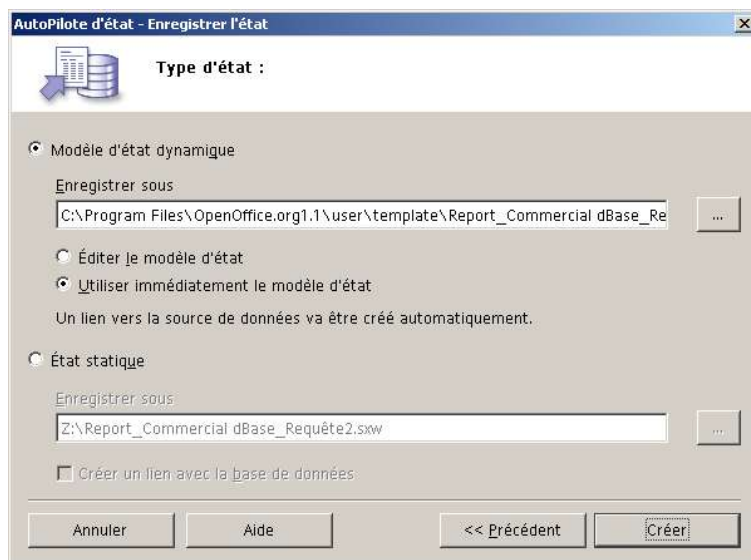 AutoPilote d'état - Enregistrer l'état
Type d'état :
Modèle d'état dynamique
Enregistrer sous
C:\Program Files\OpenOffice.org1.1\user\template\Report_Commercial dBase_Re
...
Éditer le modèle d'état
Utiliser immédiatement le modèle d'état
Un lien vers la source de données va être créé automatiquement.
État statique
Enregistrer sous
Z:\Report_Commercial dBase_Requête2.sxw
...
Créer un lien avec la base de données
Annuler Aide << Précédent Créer